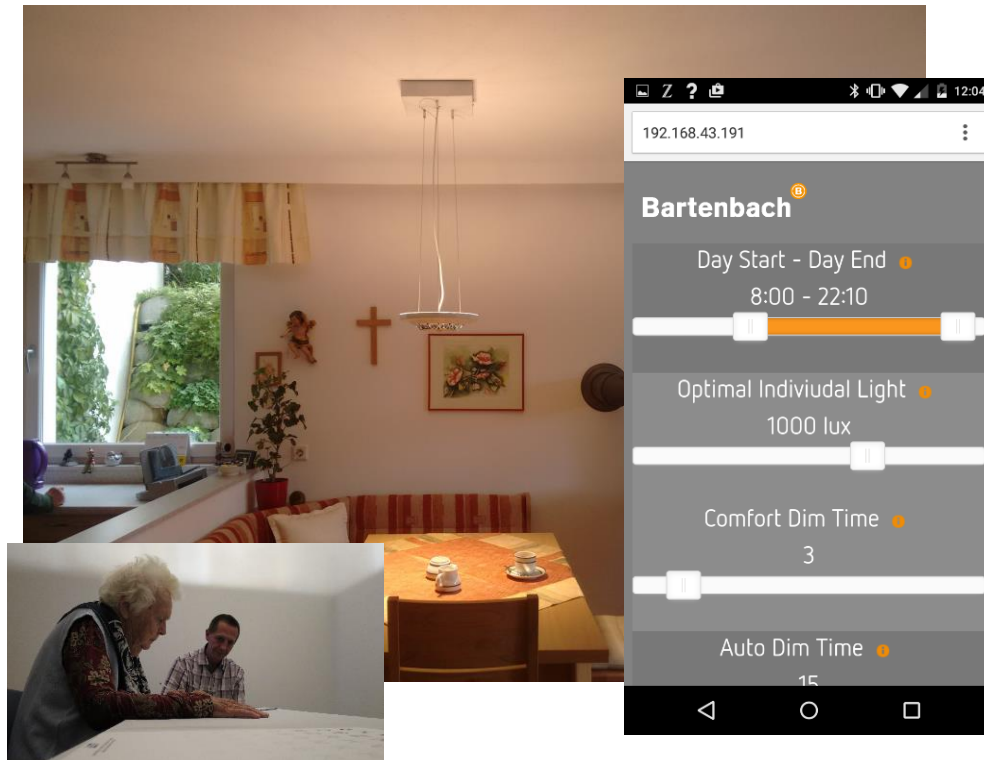 Z ? 12:04
192.168.43.191
Bartenbach B
Day Start - Day End i
8:00 - 22:10
Optimal Indiviudal Light i
1000 lux
Comfort Dim Time i
3
Auto Dim Time i
15